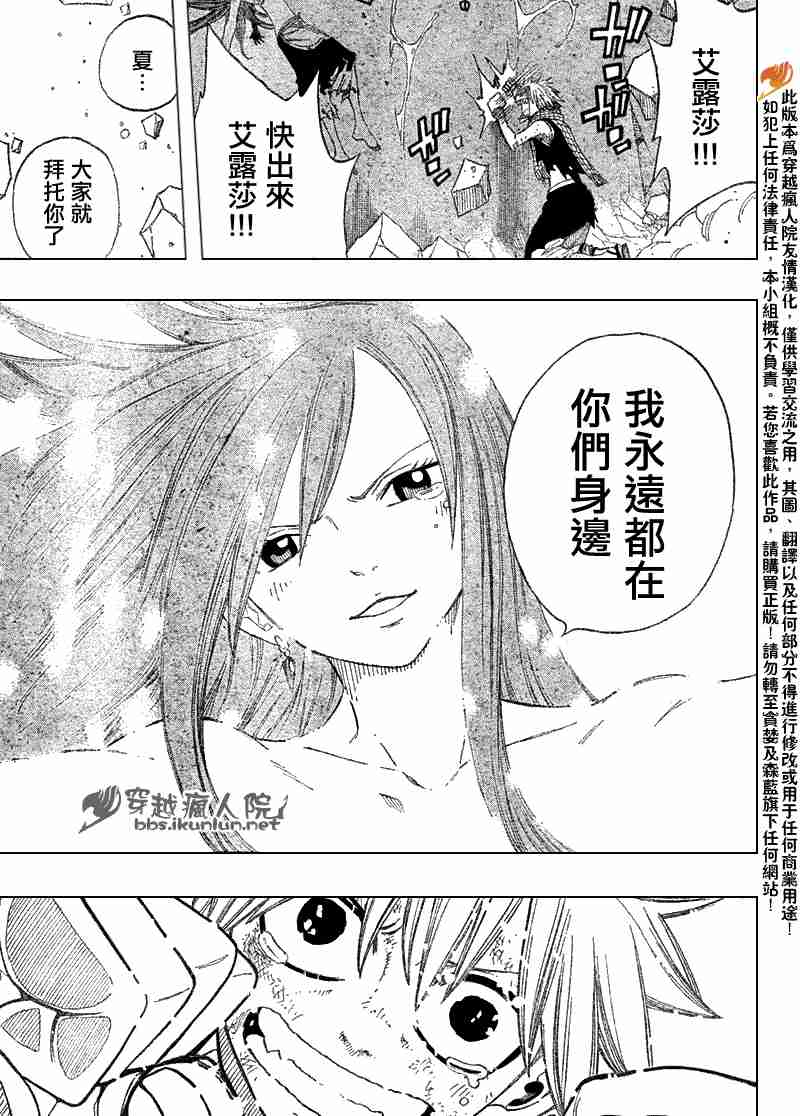 艾露莎!!!
快出來
艾露莎!!!
夏…
大家就
拜托你了
我永遠都在
你們身邊
穿越瘋人院
bbs.ikunlun.net
此版本爲穿越瘋人院友情漢化，僅供學習交流之用，其圖、翻譯以及任何部分不得進行修改或用于任何商業用途！
如犯上任何法律責任，本小組概不負責。若您喜歡此作品，請購買正版！請勿轉至貪婪及森藍旗下任何網站！